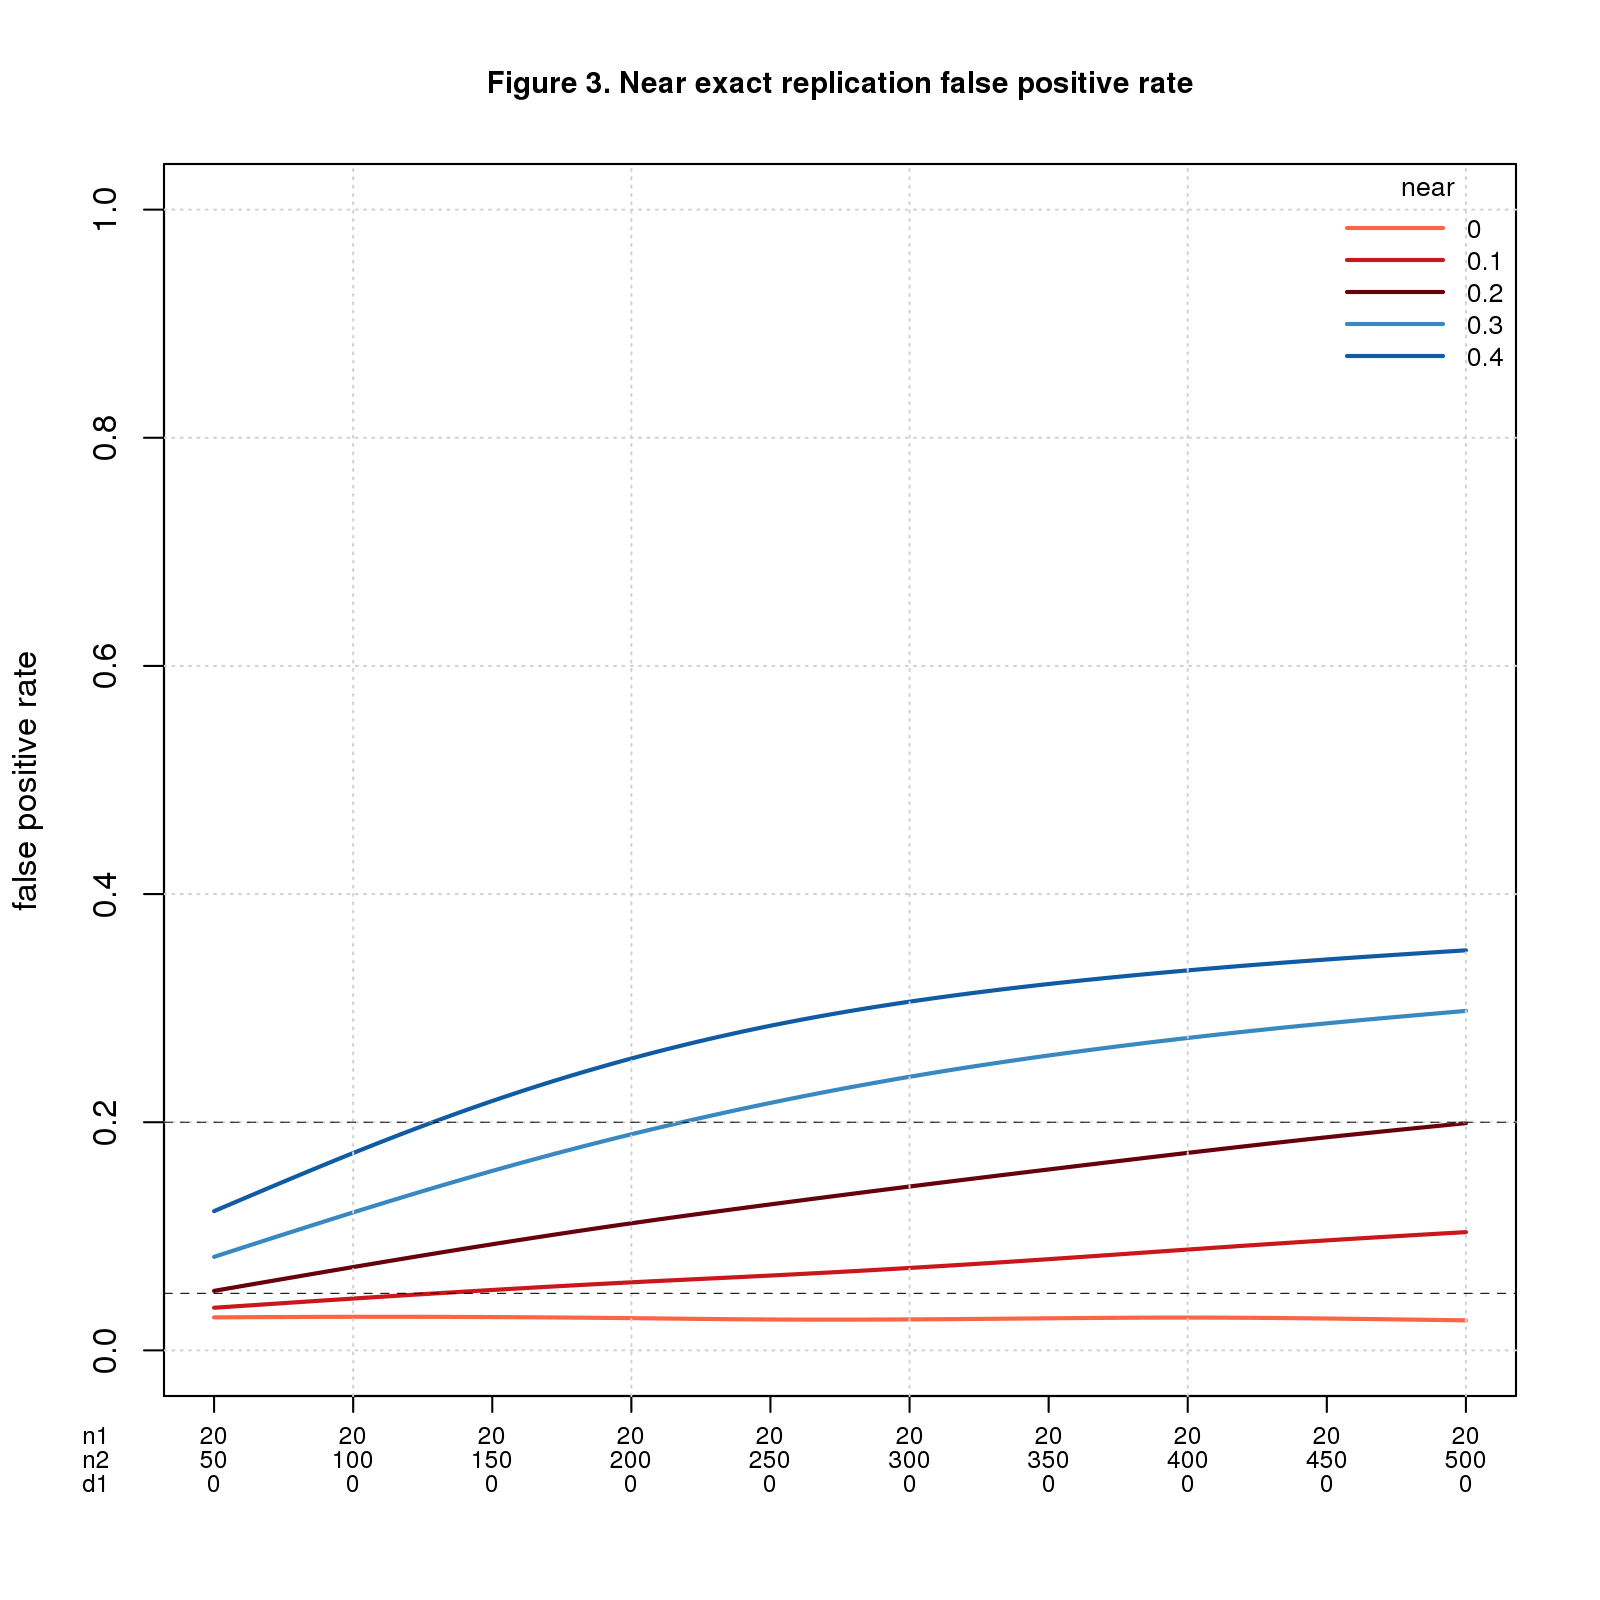 Figure 3. Near exact replication false positive rate
near
0
0.1
0.2
0.3
0.4
false positive rate
1.0
0.8
0.6
0.4
0.2
0.0
n1 20 20 20 20 20 20 20 20 20 20
n2 50 100 150 200 250 300 350 400 450 500
d1 0 0 0 0 0 0 0 0 0 0